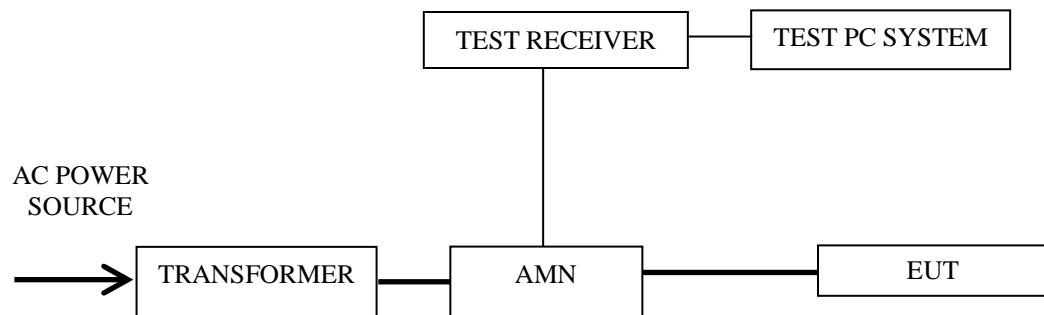 TEST RECEIVER
TEST PC SYSTEM
AC POWER
SOURCE
TRANSFORMER
AMN
EUT